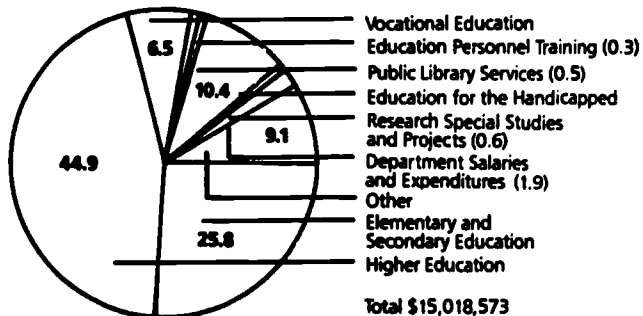 Vocational Education
6.5
Education Personnel Training (0.3)
Public Library Services (0.5)
10.4
Education for the Handicapped
Research Special Studies
and Projects (0.6)
9.1
44.9
Department Salaries
and Expenditures (1.9)
Other
Elementary and
25.8
Secondary Education
Higher Education
Total $15,018,573